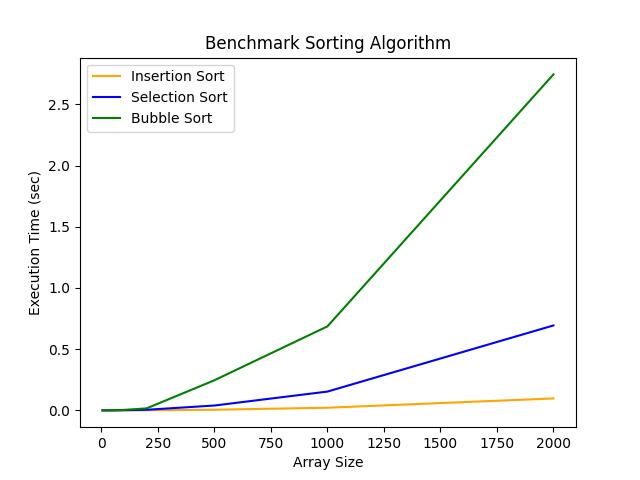 Benchmark Sorting Algorithm
Insertion Sort
Selection Sort
Bubble Sort
Execution Time (sec)
2.5
2.0
1.5
1.0
0.5
0.0
0 250 500 750 1000 1250 1500 1750 2000
Array Size